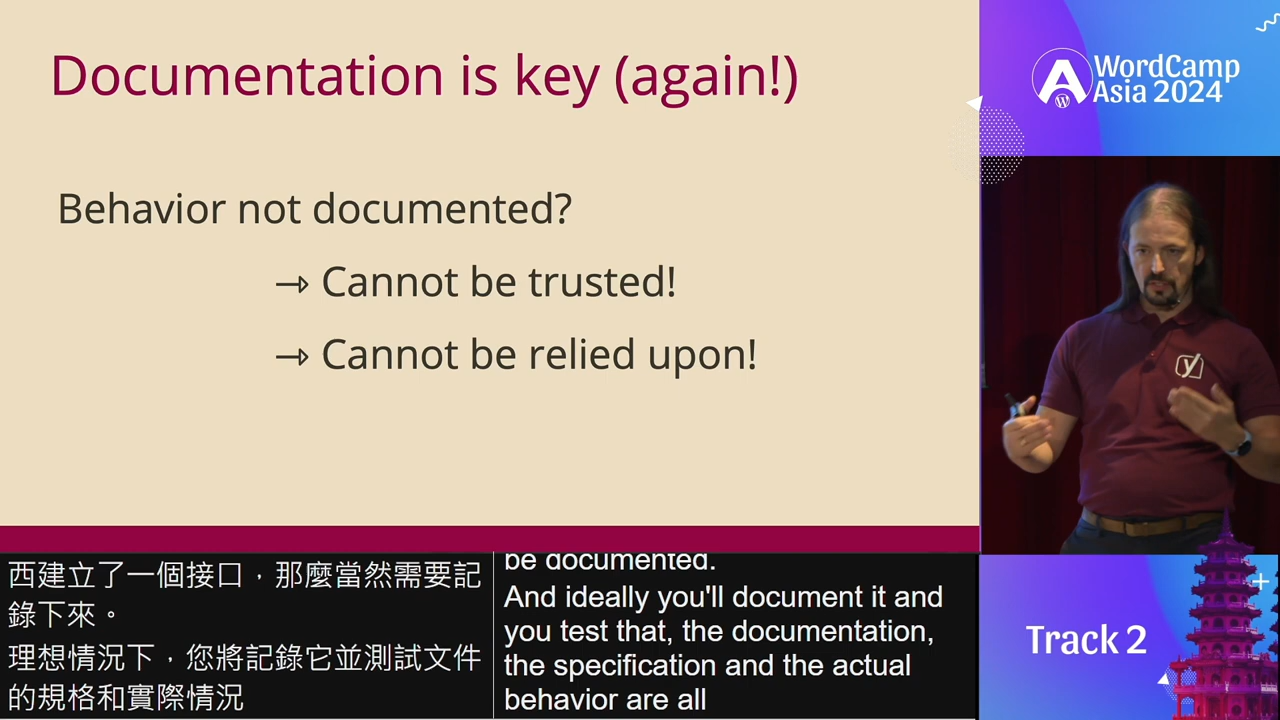 Documentation is key (again!)
Behavior not documented?
→ Cannot be trusted!
→ Cannot be relied upon!
西建立了一個接口，那麼當然需要記
錄下來。
理想情況下，您將記錄它並測試文件
的規格和實際情況
be documented.
And ideally you'll document it and
you test that, the documentation,
the specification and the actual
behavior are all
WordCamp
Asia 2024
y
Track 2